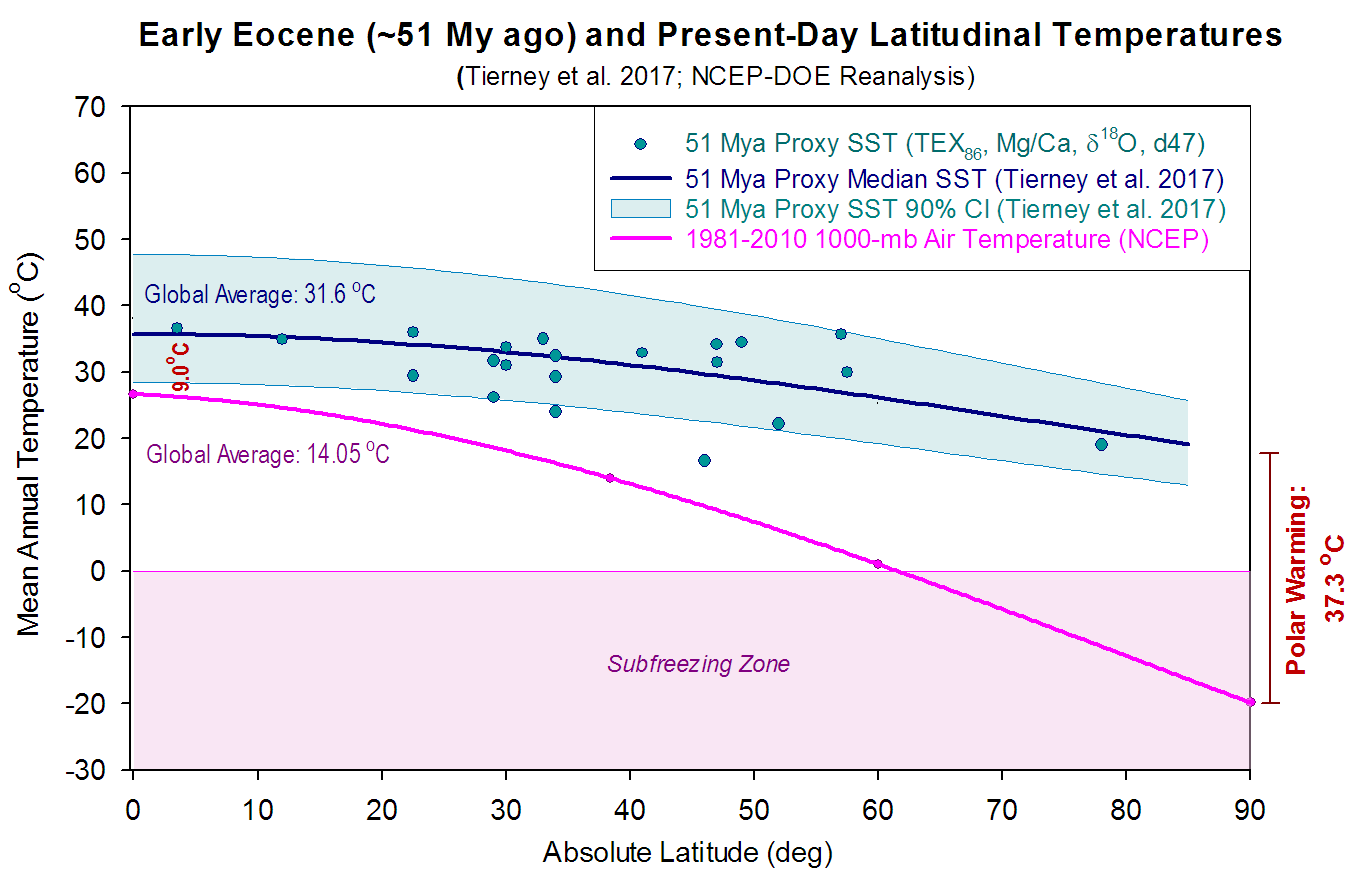 Early Eocene (~51 My ago) and Present-Day Latitudinal Temperatures
(Tierney et al. 2017; NCEP-DOE Reanalysis)
51 Mya Proxy SST (TEX86, Mg/Ca, δ18O, d47)
51 Mya Proxy Median SST (Tierney et al. 2017)
51 Mya Proxy SST 90% CI (Tierney et al. 2017)
1981-2010 1000-mb Air Temperature (NCEP)
Mean Annual Temperature (oC)
70
60
50
40
30
20
10
0
-10
-20
-30
Global Average: 31.6 oC
9.0 oC
Global Average: 14.05 oC
Subfreezing Zone
Polar Warming:
37.3 oC
0 10 20 30 40 50 60 70 80 90
Absolute Latitude (deg)